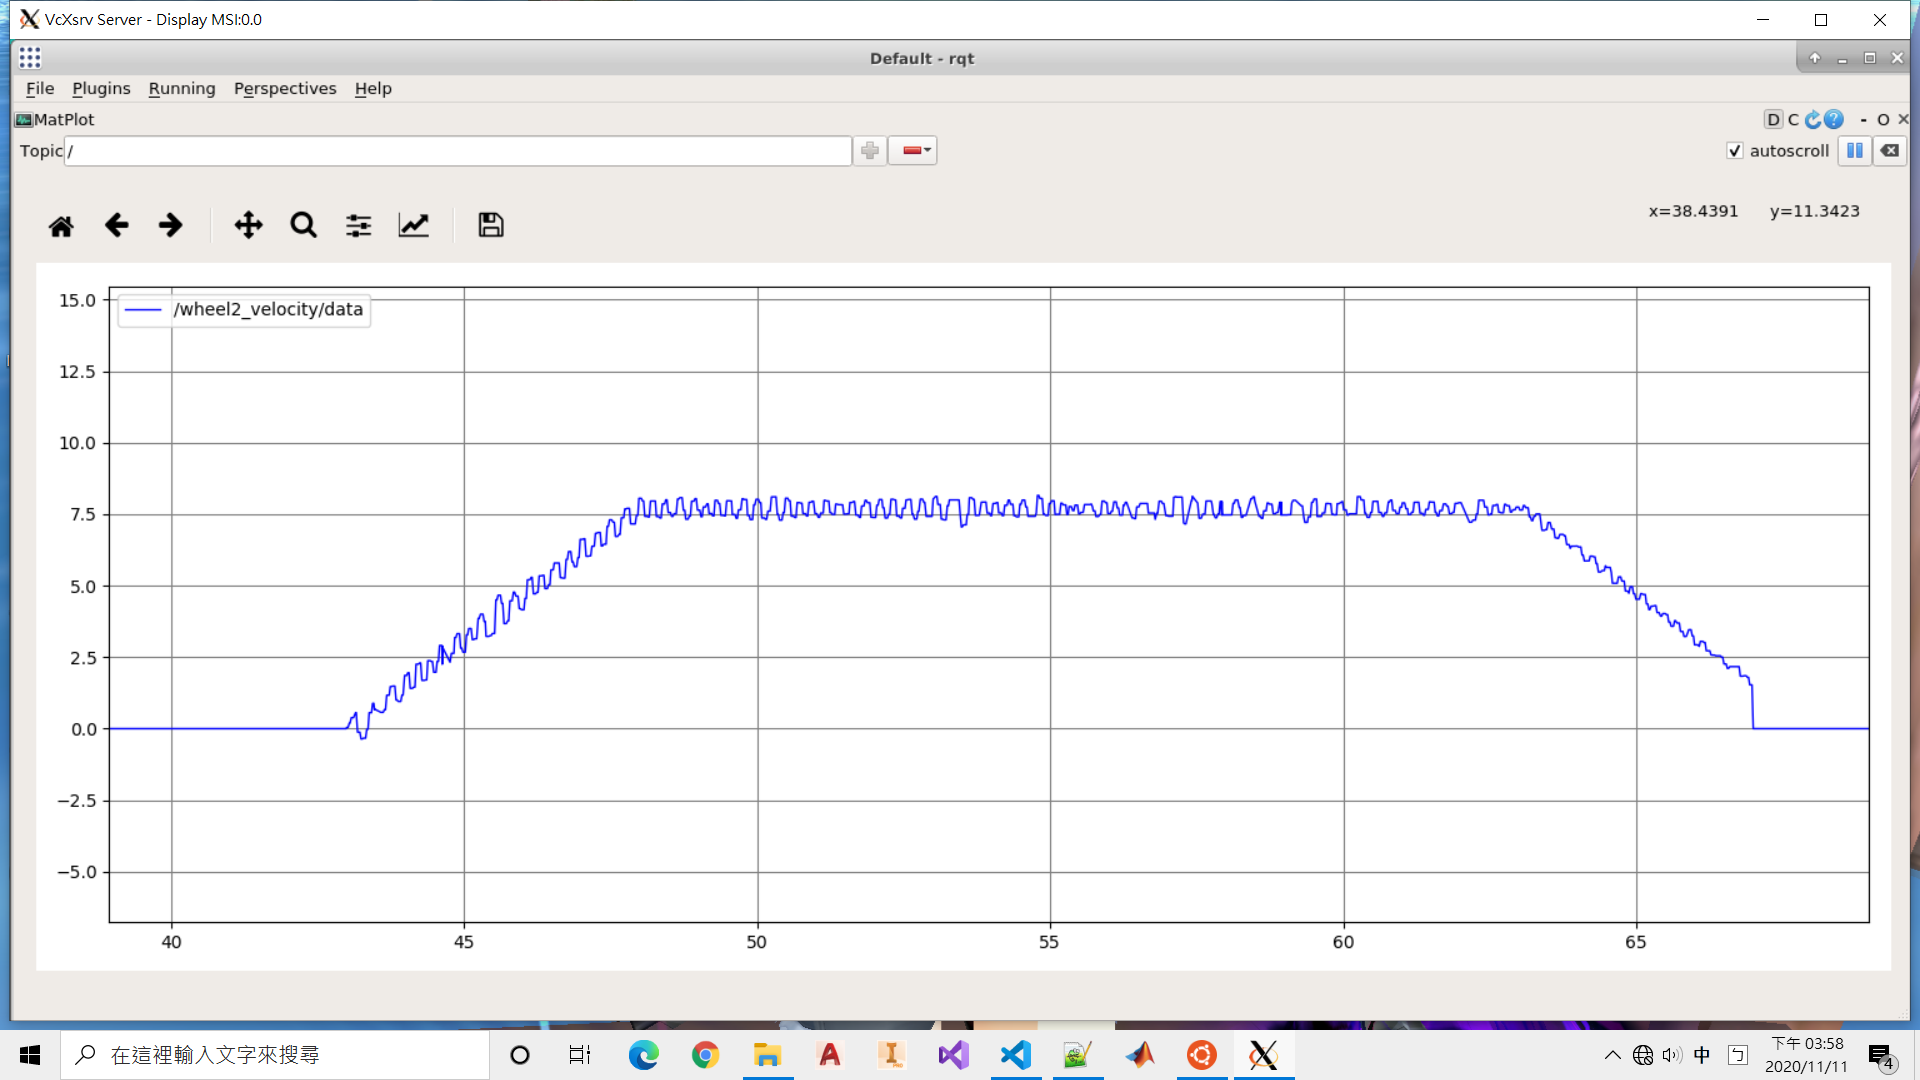 VcXsrv Server - Display MSI:0.0
Default - rqt
File Plugins Running Perspectives Help
MatPlot
D C ? - O ×
Topic /
autoscroll
x=38.4391 y=11.3423
/wheel2_velocity/data
15.0
12.5
10.0
7.5
5.0
2.5
0.0
−2.5
−5.0
40 45 50 55 60 65
在這裡輸入文字來搜尋
中
ㄅ
下午 03:58
2020/11/11
4